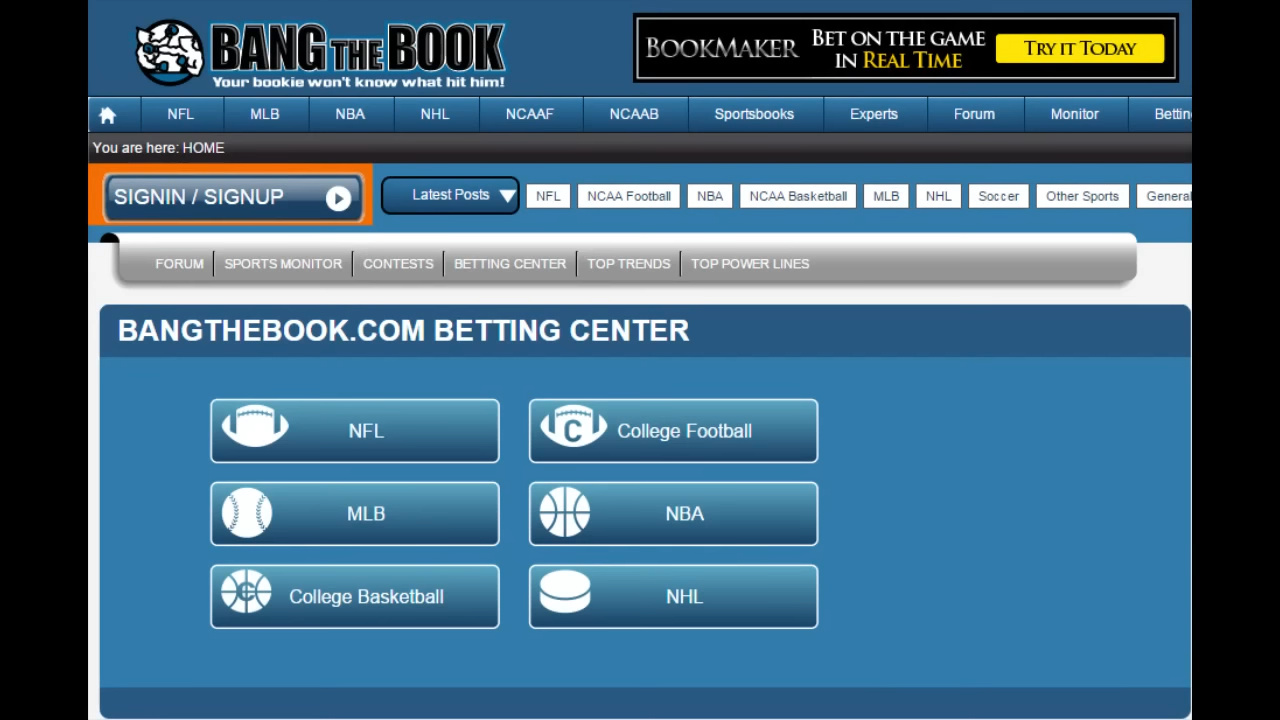 BANG THE BOOK
Your bookie won't know what hit him!
BOOKMAKER BET ON THE GAME IN REAL TIME TRY IT TODAY
NFL MLB NBA NHL NCAAF NCAAB Sportsbooks Experts Forum Monitor Bettin
You are here: HOME
SIGNIN / SIGNUP Latest Posts NFL NCAA Football NBA NCAA Basketball MLB NHL Soccer Other Sports General
FORUM SPORTS MONITOR CONTESTS BETTING CENTER TOP TRENDS TOP POWER LINES
BANGTHEBOOK.COM BETTING CENTER
NFL C College Football
MLB NBA
C College Basketball NHL